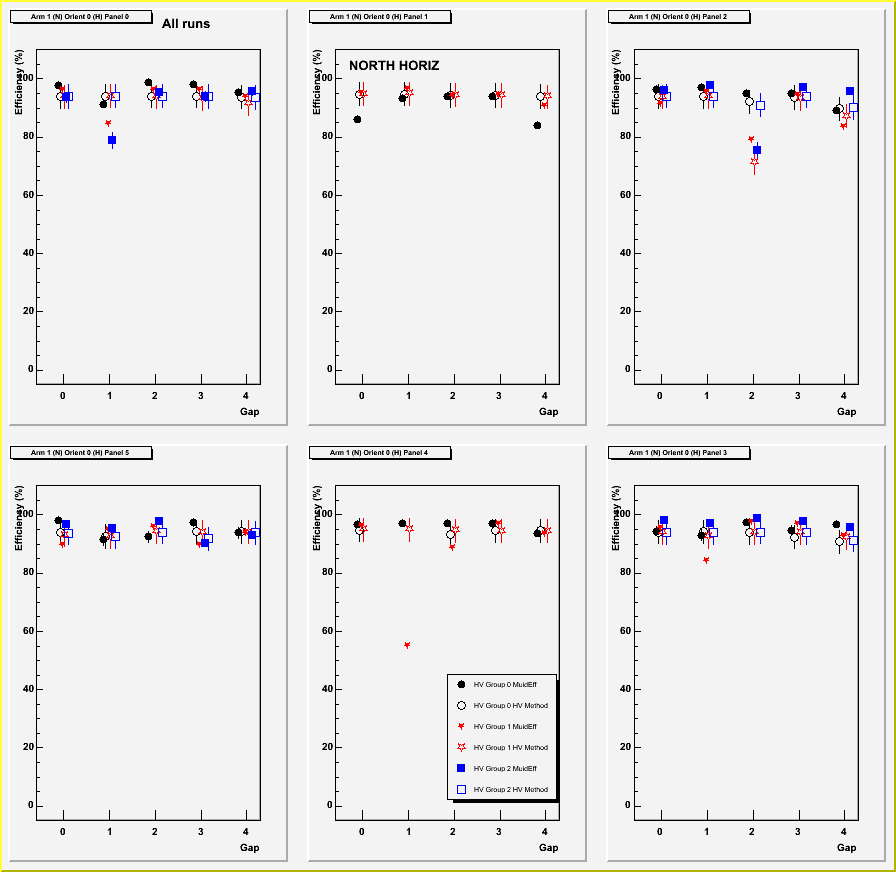 Arm 1 (N) Orient 0 (H) Panel 0
All runs
Efficiency (%)
100
80
60
40
20
0
0 1 2 3 4
Gap
Arm 1 (N) Orient 0 (H) Panel 1
NORTH HORIZ
Efficiency (%)
100
80
60
40
20
0
0 1 2 3 4
Gap
Arm 1 (N) Orient 0 (H) Panel 2
Efficiency (%)
100
80
60
40
20
0
0 1 2 3 4
Gap
Arm 1 (N) Orient 0 (H) Panel 5
Efficiency (%)
100
80
60
40
20
0
0 1 2 3 4
Gap
Arm 1 (N) Orient 0 (H) Panel 4
Efficiency (%)
100
80
60
40
20
0
HV Group 0 MuidEff
HV Group 0 HV Method
HV Group 1 MuidEff
HV Group 1 HV Method
HV Group 2 MuidEff
HV Group 2 HV Method
0 1 2 3 4
Gap
Arm 1 (N) Orient 0 (H) Panel 3
Efficiency (%)
100
80
60
40
20
0
0 1 2 3 4
Gap